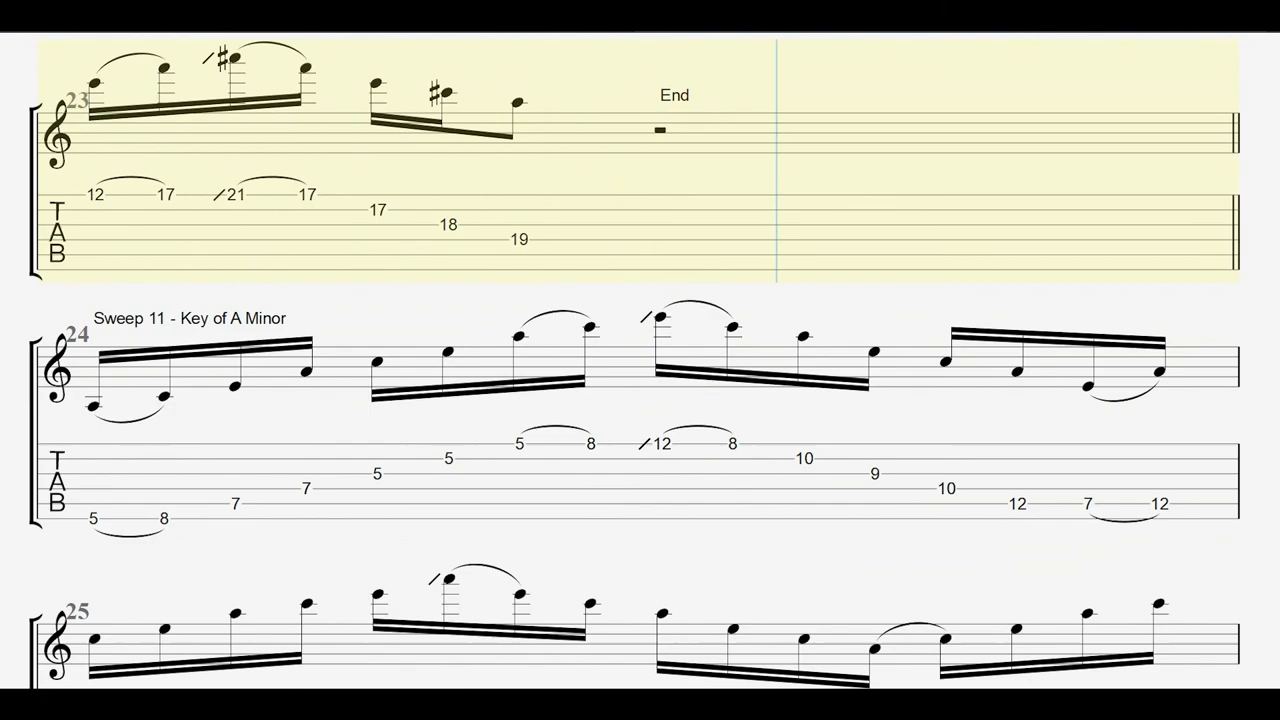 23
End
12 17 21 17
17
18
19
T
A
B
Sweep 11 - Key of A Minor
24
5 8 12 8
5 10
5 9
7 10
7 12 7 12
5 8
T
A
B
25